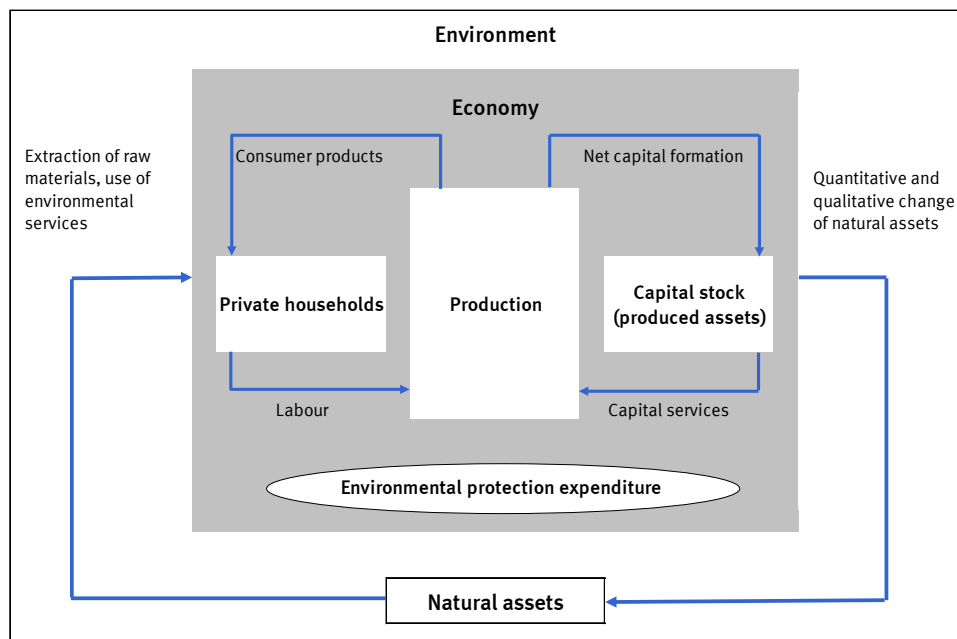 Environment
Economy
Extraction of raw
materials, use of
environmental
services
Consumer products
Net capital formation
Quantitative and
qualitative change
of natural assets
Private households
Production
Capital stock
(produced assets)
Labour
Capital services
Environmental protection expenditure
Natural assets